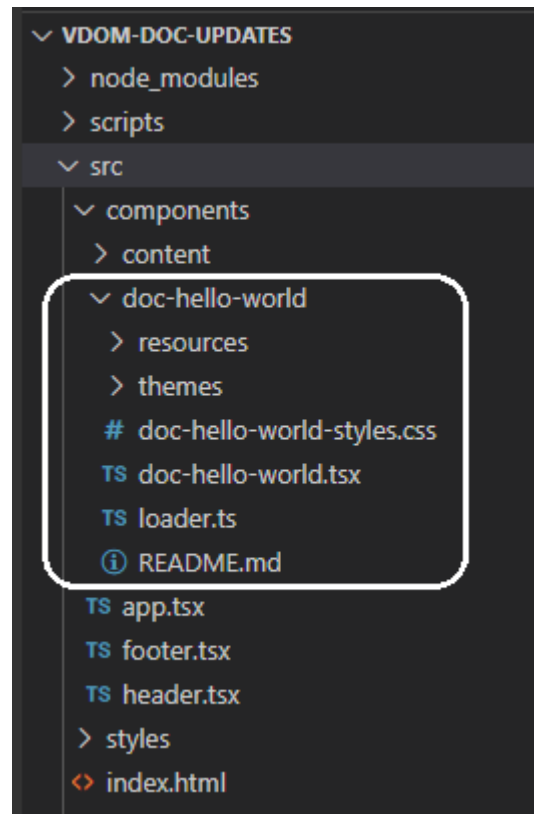 VDOM-DOC-UPDATES
node_modules
scripts
src
components
content
doc-hello-world
resources
themes
# doc-hello-world-styles.css
TS doc-hello-world.tsx
TS loader.ts
README.md
TS app.tsx
TS footer.tsx
TS header.tsx
styles
index.html